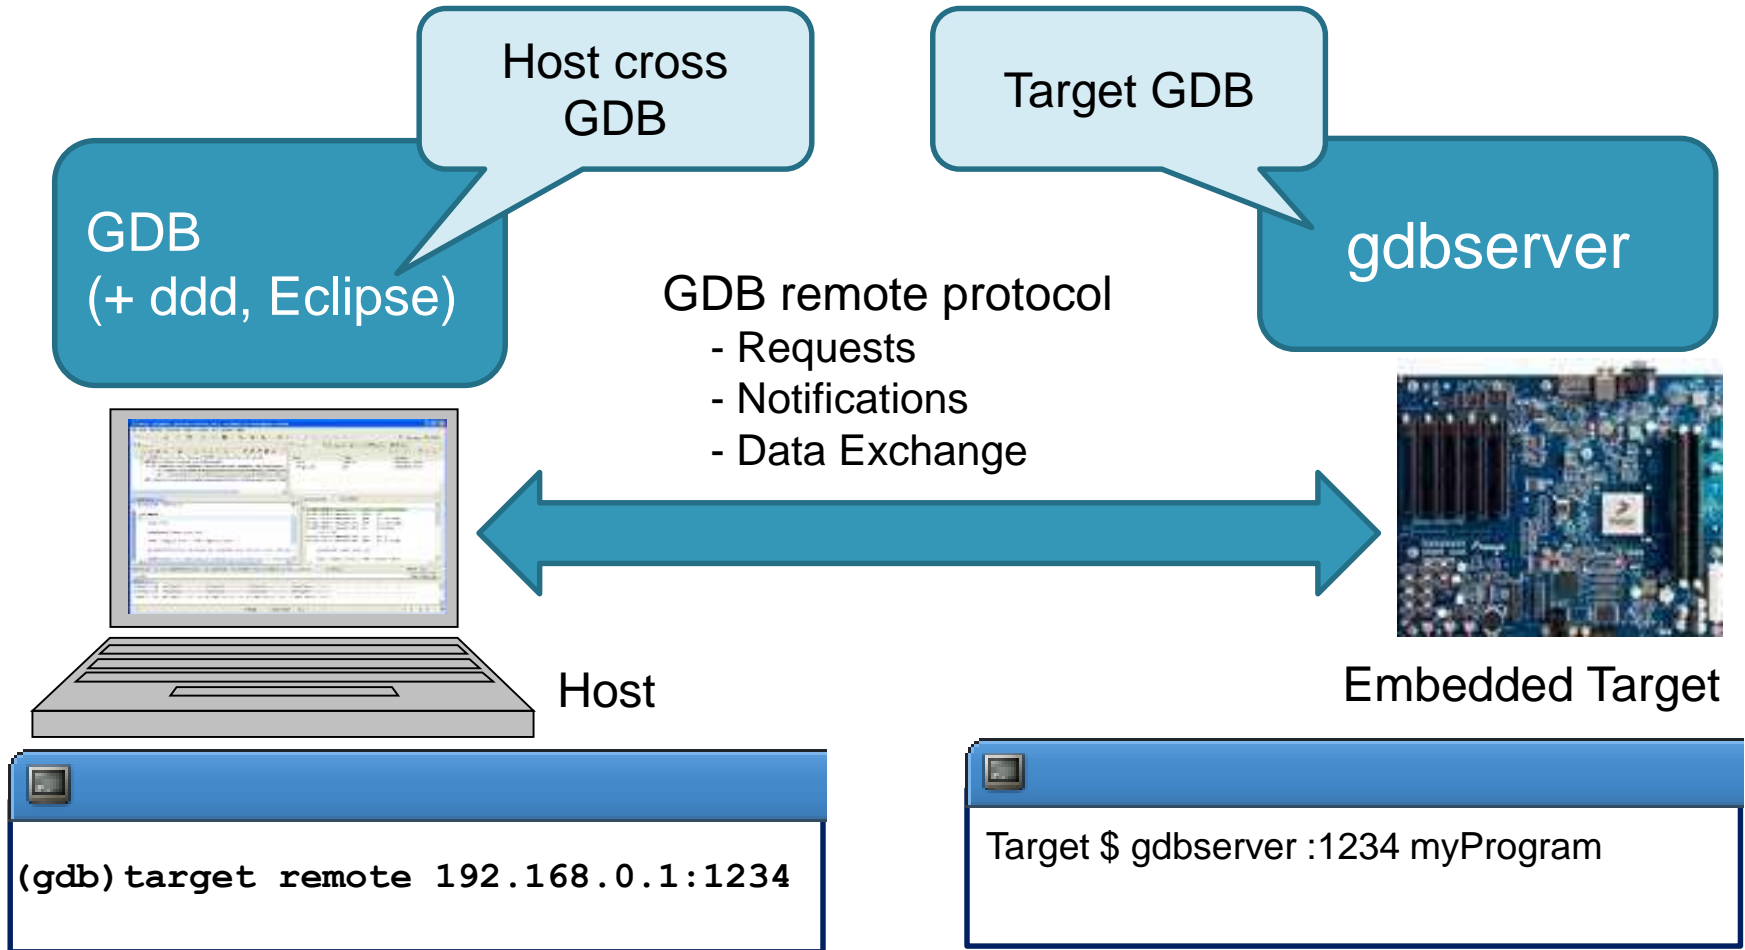 Host cross
GDB
Target GDB
GDB
(+ ddd, Eclipse)
gdbserver
GDB remote protocol
- Requests
- Notifications
- Data Exchange
Host
Embedded Target
(gdb)target remote 192.168.0.1:1234
Target $ gdbserver :1234 myProgram